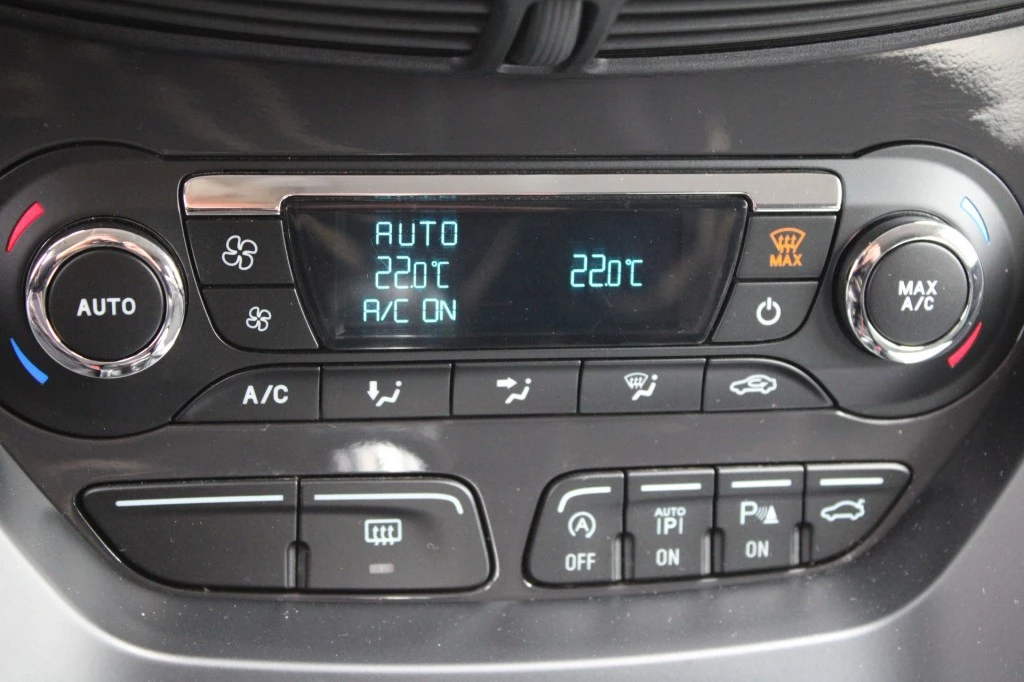 AUTO
22.0°C 22.0°C
A/C ON
MAX
AUTO
MAX
A/C
A/C
A
OFF
AUTO
|P|
ON
P
ON